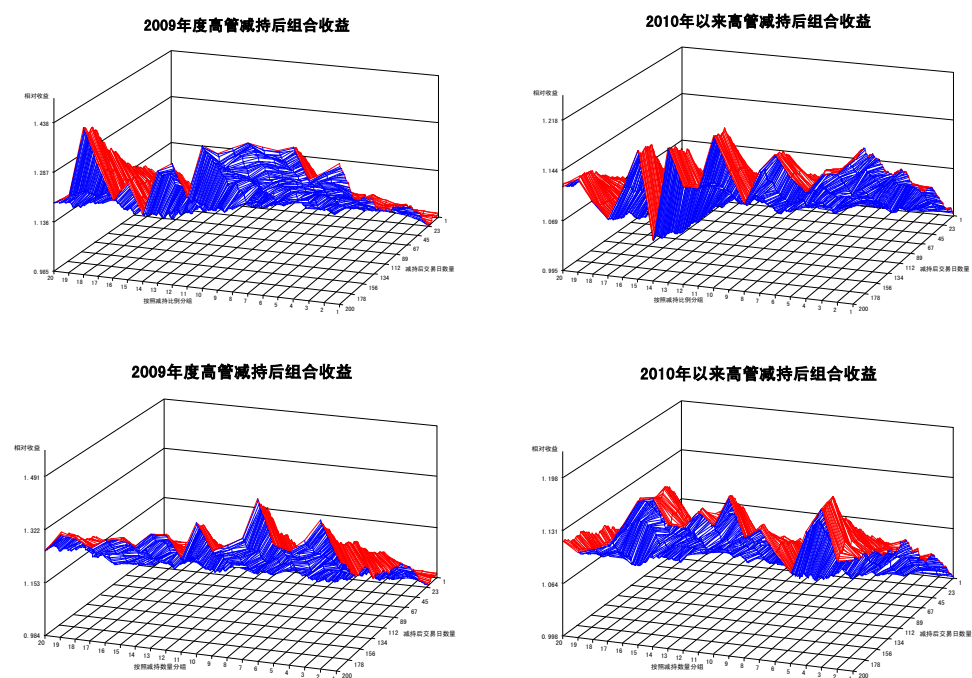 2009年度高管减持后组合收益
相对收益
1.438
1.287
1.136
0.985
20 19 18 17 16 15 14 13 12 11 10 9 8 7 6 5 4 3 2 1
按照减持比例分组
1 23 45 67 89 112 134 156 178 200
减持后交易日数量
2010年以来高管减持后组合收益
相对收益
1.218
1.144
1.069
0.995
20 19 18 17 16 15 14 13 12 11 10 9 8 7 6 5 4 3 2 1
按照减持比例分组
1 23 45 67 89 112 134 156 178 200
减持后交易日数量
2009年度高管减持后组合收益
相对收益
1.491
1.322
1.153
0.984
20 19 18 17 16 15 14 13 12 11 10 9 8 7 6 5 4 3 2 1
按照减持数量分组
1 23 45 67 89 112 134 156 178 200
减持后交易日数量
2010年以来高管减持后组合收益
相对收益
1.198
1.131
1.064
0.998
20 19 18 17 16 15 14 13 12 11 10 9 8 7 6 5 4 3 2 1
按照减持数量分组
1 23 45 67 89 112 134 156 178 200
减持后交易日数量